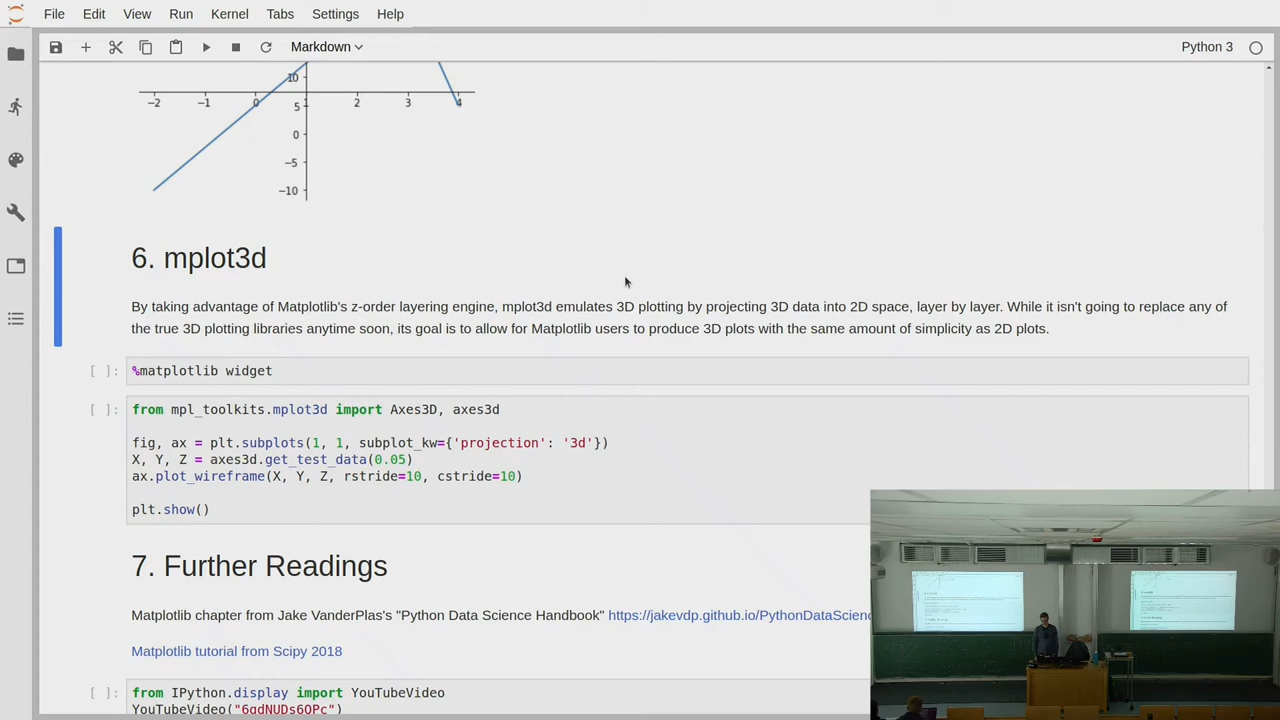 File Edit View Run Kernel Tabs Settings Help
Markdown
Python 3
10
−2 −1 0 1 2 3 4
5
0
−5
−10
6. mplot3d
By taking advantage of Matplotlib's z-order layering engine, mplot3d emulates 3D plotting by projecting 3D data into 2D space, layer by layer. While it isn't going to replace any of
the true 3D plotting libraries anytime soon, its goal is to allow for Matplotlib users to produce 3D plots with the same amount of simplicity as 2D plots.
[ ]: %matplotlib widget
[ ]: from mpl_toolkits.mplot3d import Axes3D, axes3d
fig, ax = plt.subplots(1, 1, subplot_kw={'projection': '3d'})
X, Y, Z = axes3d.get_test_data(0.05)
ax.plot_wireframe(X, Y, Z, rstride=10, cstride=10)
plt.show()
7. Further Readings
Matplotlib chapter from Jake VanderPlas's "Python Data Science Handbook" https://jakevdp.github.io/PythonDataScienc
Matplotlib tutorial from Scipy 2018
[ ]: from IPython.display import YouTubeVideo
YouTubeVideo("6gdNUDs6QPc")